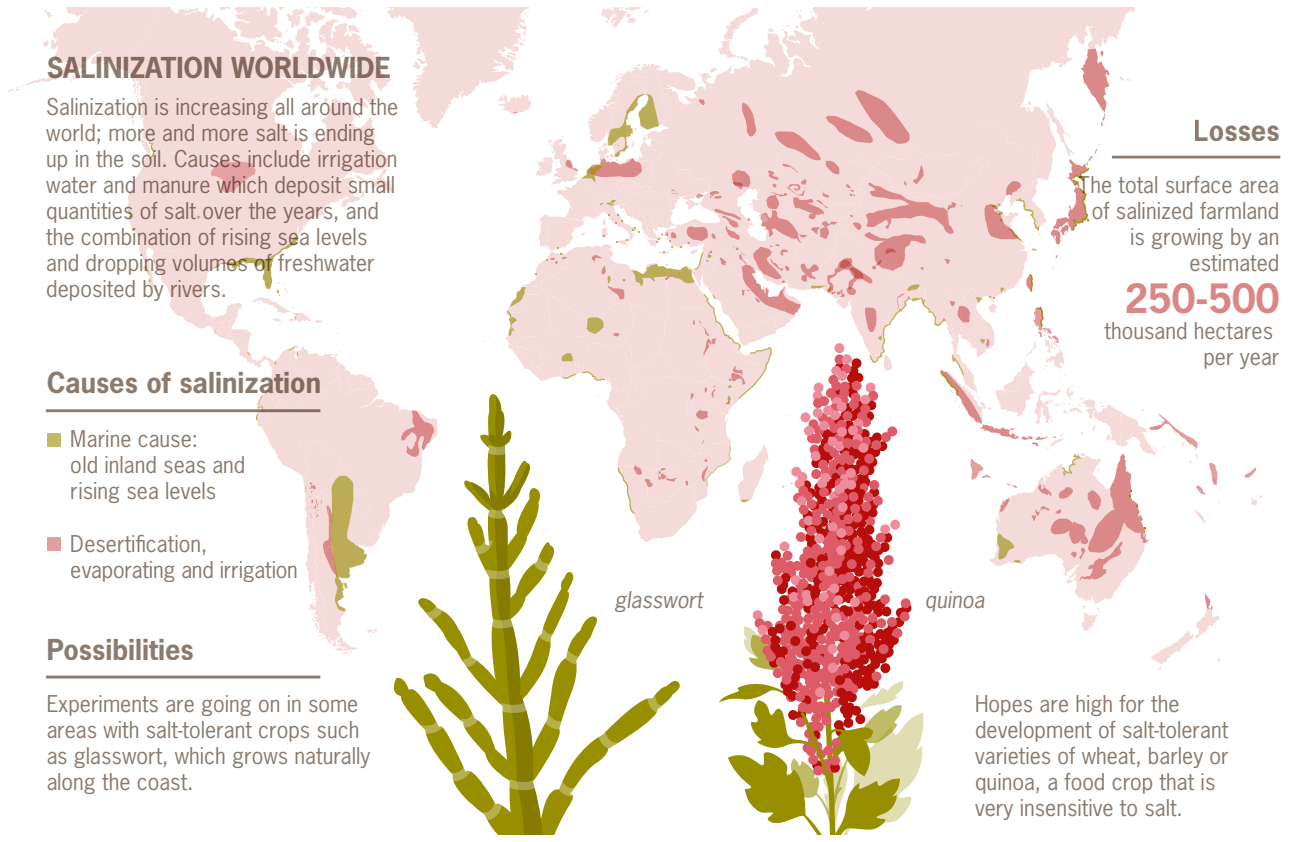 SALINIZATION WORLDWIDE
Salinization is increasing all around the
world; more and more salt is ending
up in the soil. Causes include irrigation
water and manure which deposit small
quantities of salt over the years, and
the combination of rising sea levels
and dropping volumes of freshwater
deposited by rivers.
Causes of salinization
Marine cause:
old inland seas and
rising sea levels
Desertification,
evaporating and irrigation
Possibilities
Experiments are going on in some
areas with salt-tolerant crops such
as glasswort, which grows naturally
along the coast.
glasswort
quinoa
Losses
The total surface area
of salinized farmland
is growing by an
estimated
250-500
thousand hectares
per year
Hopes are high for the
development of salt-tolerant
varieties of wheat, barley or
quinoa, a food crop that is
very insensitive to salt.